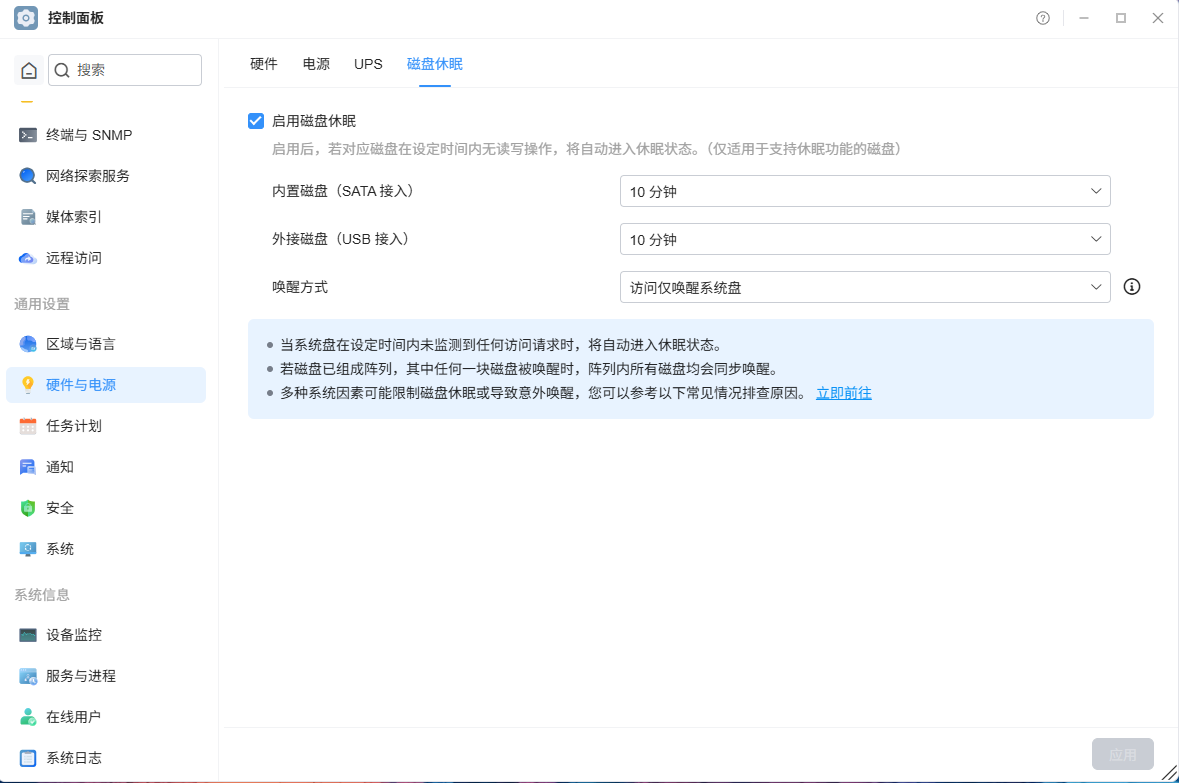 控制面板
搜索
终端与 SNMP
网络探索服务
媒体索引
远程访问
通用设置
区域与语言
硬件与电源
任务计划
通知
安全
系统
系统信息
设备监控
服务与进程
在线用户
系统日志
硬件 电源 UPS 磁盘休眠
启用磁盘休眠
启用后，若对应磁盘在设定时间内无读写操作，将自动进入休眠状态。（仅适用于支持休眠功能的磁盘）
内置磁盘（SATA 接入） 10 分钟
外接磁盘（USB 接入） 10 分钟
唤醒方式 访问仅唤醒系统盘
当系统盘在设定时间内未监测到任何访问请求时，将自动进入休眠状态。
若磁盘已组成阵列，其中任何一块磁盘被唤醒时，阵列内所有磁盘均会同步唤醒。
多种系统因素可能限制磁盘休眠或导致意外唤醒，您可以参考以下常见情况排查原因。 立即前往
应用